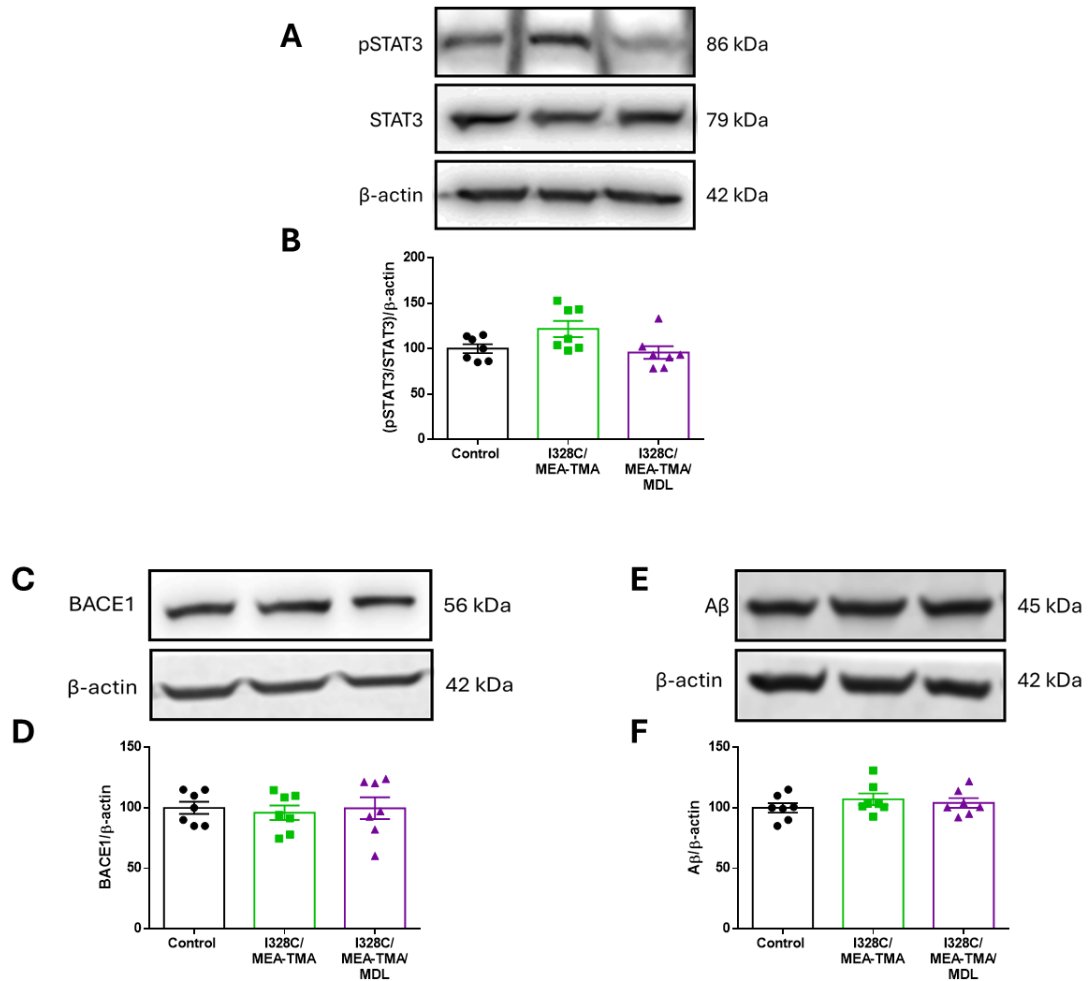 A
pSTAT3 86 kDa
STAT3 79 kDa
β-actin 42 kDa
B
(pSTAT3/STAT3)/β-actin
200
150
100
50
0
Control I328C/ I328C/
MEA-TMA MEA-TMA/
MDL
C
BACE1 56 kDa
β-actin 42 kDa
D
BACE1/β-actin
150
100
50
0
Control I328C/ I328C/
MEA-TMA MEA-TMA/
MDL
E
Aβ 45 kDa
β-actin 42 kDa
F
Aβ/β-actin
150
100
50
0
Control I328C/ I328C/
MEA-TMA MEA-TMA/
MDL